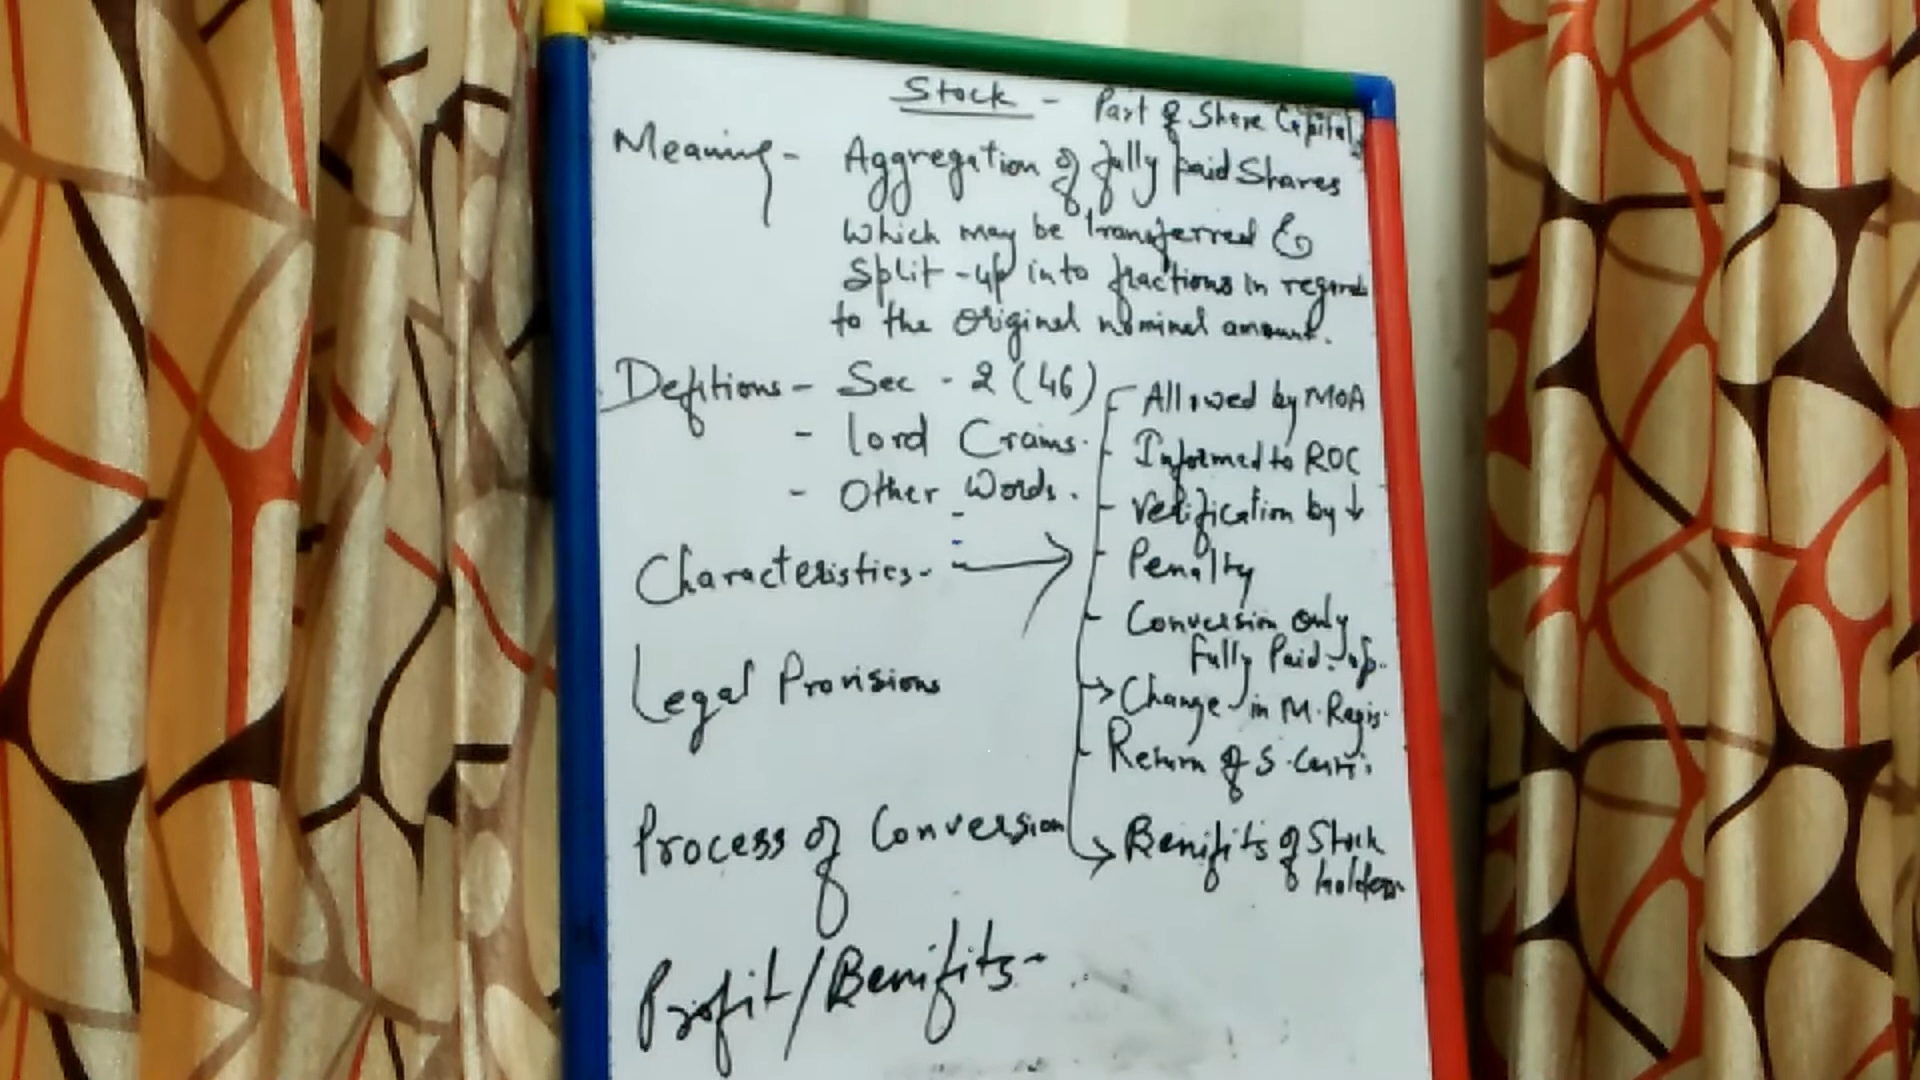 Stock - Part of Share Capital
Meaning - Aggregation of fully paid Shares
Which may be transferred &
Split-up into fractions in regard
to the Original nominal amount.
Defitions - Sec - 2 (46)
- lord Crains.
- Other Words.
Characteristics -
Legal Provisions
Process of Conversion
Profit/Benifits -
Allowed by MOA
Informed to ROC
- Verification by ↓
- Penalty
- Conversion only
fully Paid-up.
→ Change in M. Regis.
- Return of S. Certi.
→ Benifits of Stock
holders